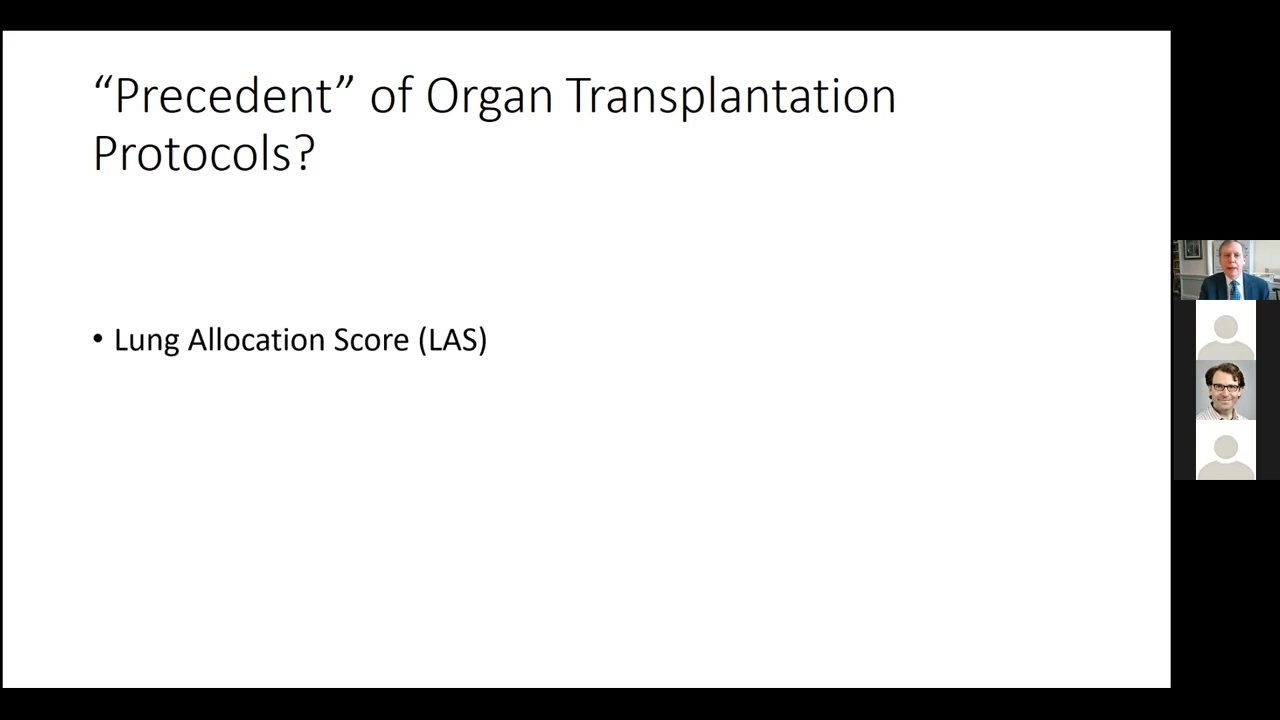 “Precedent” of Organ Transplantation
Protocols?
• Lung Allocation Score (LAS)